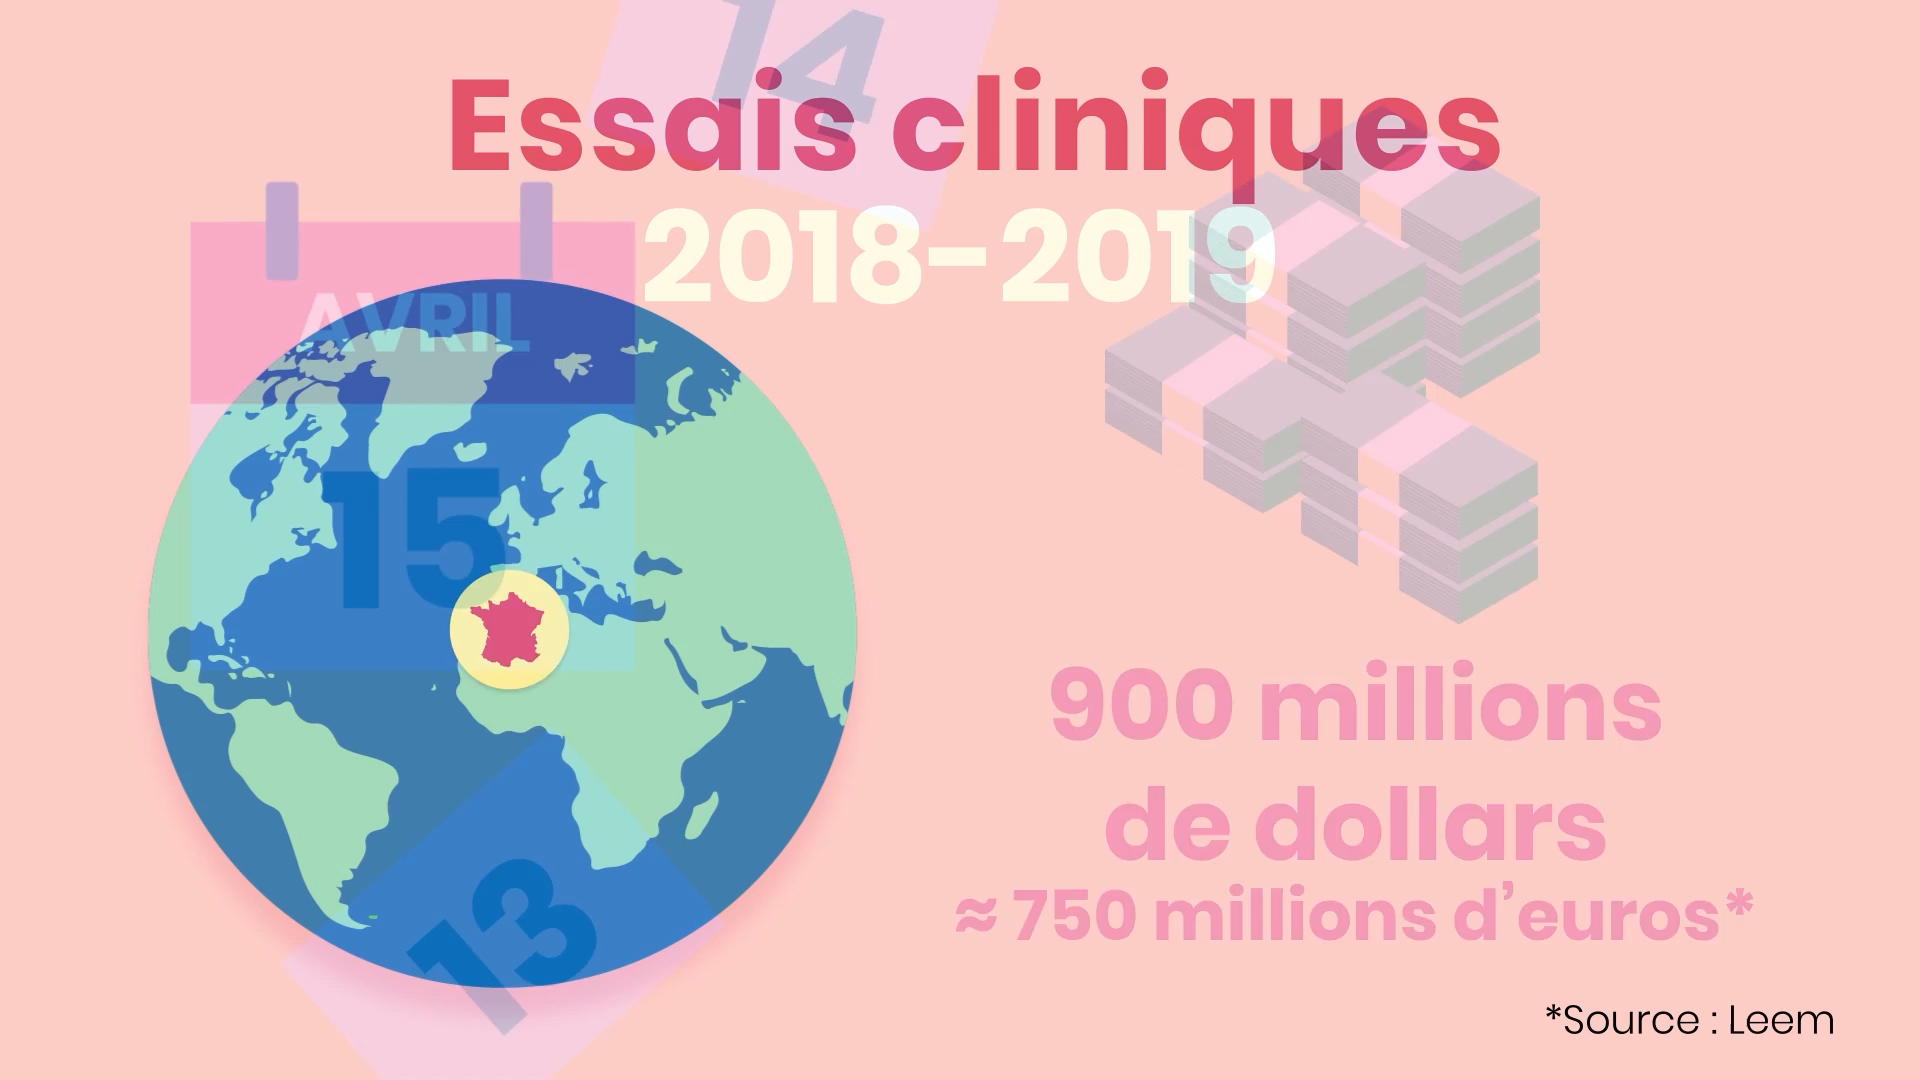 14
Essais cliniques
2018-2019
AVRIL
15
13
900 millions
de dollars
≈ 750 millions d’euros*
*Source : Leem